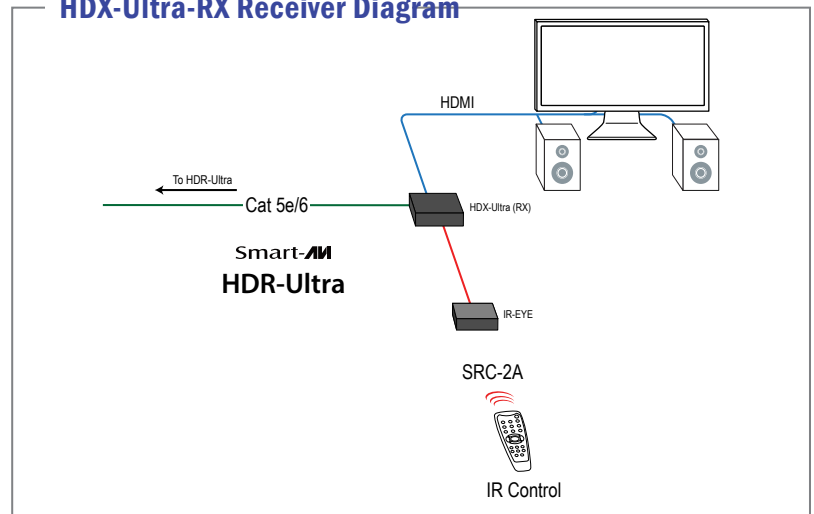 HDX-Ultra-RX Receiver Diagram
HDMI
To HDR-Ultra
Cat 5e/6
HDX-Ultra (RX)
Smart-AVI
HDR-Ultra
IR-EYE
SRC-2A
IR Control